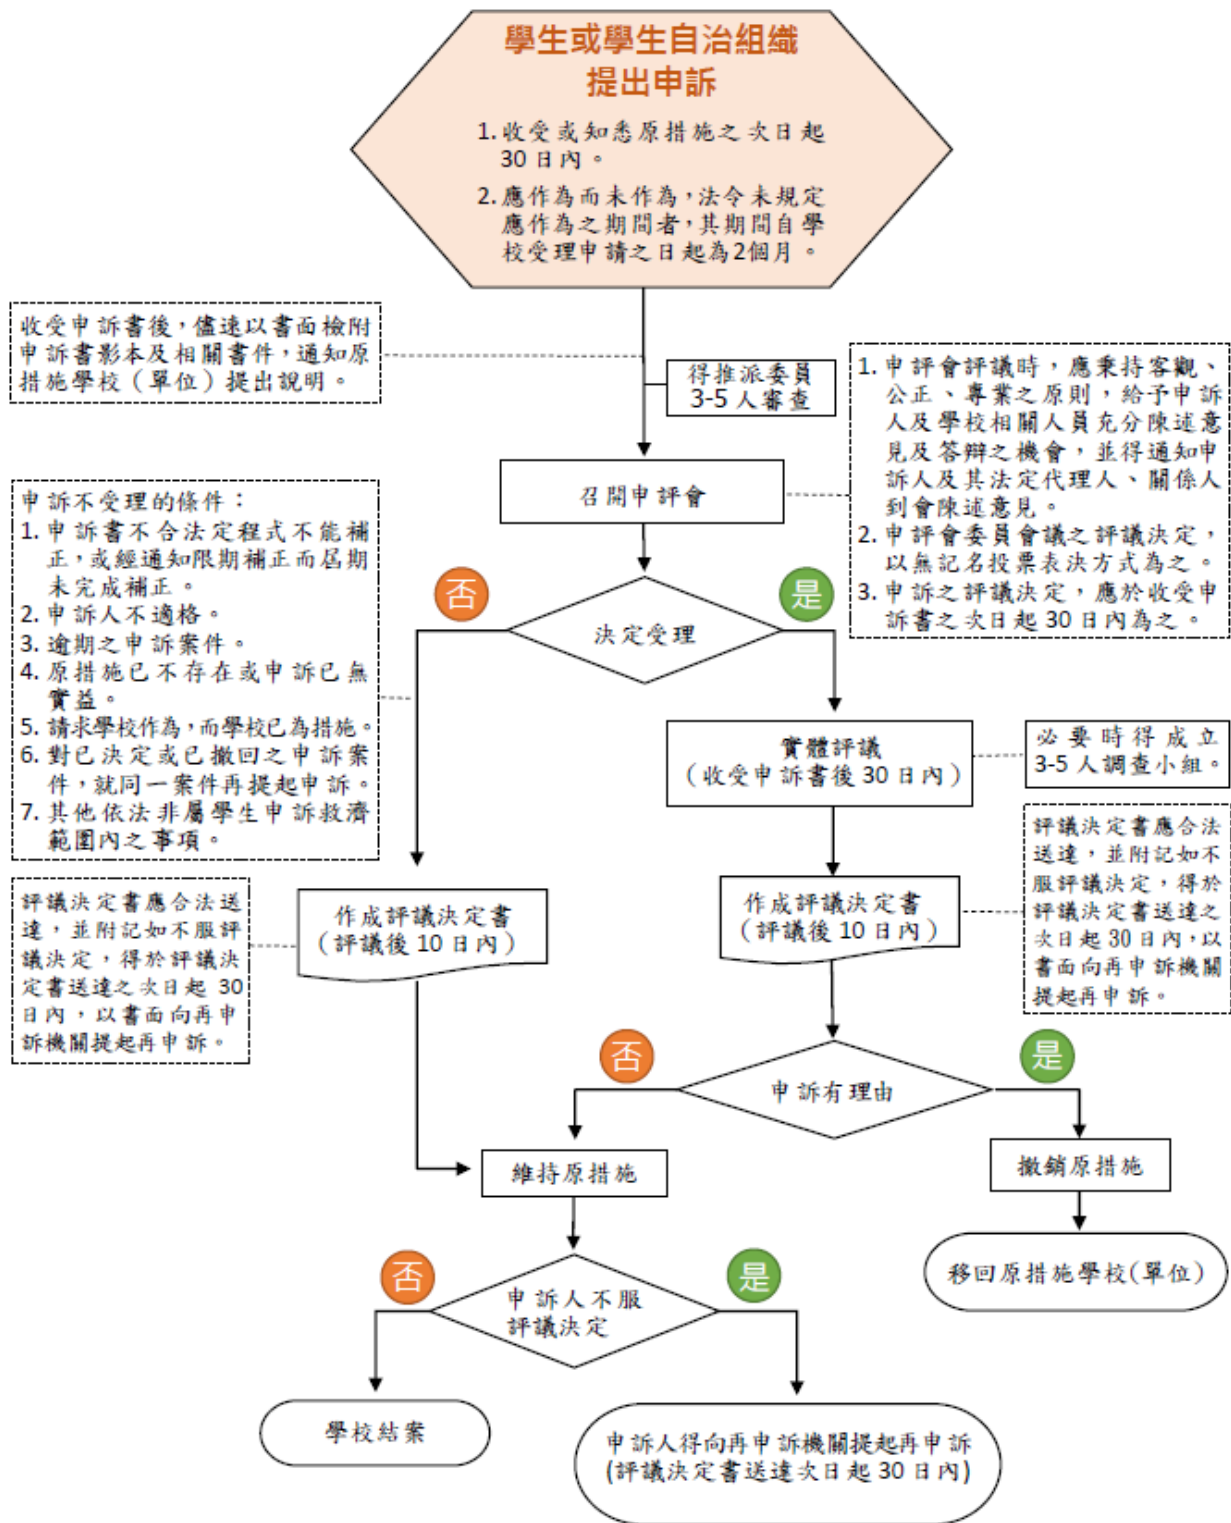 學生或學生自治組織
提出申訴
1. 收受或知悉原措施之次日起
30 日內。
2. 應作為而未作為，法令未規定
應作為之期間者，其期間自學
校受理申請之日起為2個月。
收受申訴書後，儘速以書面檢附
申訴書影本及相關書件，通知原
措施學校（單位）提出說明。
得推派委員
3-5 人審查
1. 申評會評議時，應秉持客觀、
公正、專業之原則，給予申訴
人及學校相關人員充分陳述意
見及答辯之機會，並得通知申
訴人及其法定代理人、關係人
到會陳述意見。
2. 申評會委員會議之評議決定，
以無記名投票表決方式為之。
3. 申訴之評議決定，應於收受申
訴書之次日起 30 日內為之。
召開申評會
申訴不受理的條件：
1. 申訴書不合法定程式不能補
正，或經通知限期補正而屆期
未完成補正。
2. 申訴人不適格。
3. 逾期之申訴案件。
4. 原措施已不存在或申訴已無
實益。
5. 請求學校作為，而學校已為措施。
6. 對已決定或已撤回之申訴案
件，就同一案件再提起申訴。
7. 其他依法非屬學生申訴救濟
範圍內之事項。
否
是
決定受理
實體評議
（收受申訴書後 30 日內）
必要時得成立
3-5 人調查小組。
評議決定書應合法送
達，並附記如不服評
議決定，得於評議決
定書送達之次日起 30
日內，以書面向再申
訴機關提起再申訴。
作成評議決定書
（評議後 10 日內）
作成評議決定書
（評議後 10 日內）
評議決定書應合法
送達，並附記如不
服評議決定，得於
評議決定書送達之
次日起 30 日內，以
書面向再申訴機關
提起再申訴。
否
是
申訴有理由
維持原措施
撤銷原措施
移回原措施學校(單位)
否
是
申訴人不服
評議決定
學校結案
申訴人得向再申訴機關提起再申訴
(評議決定書送達次日起 30 日內)